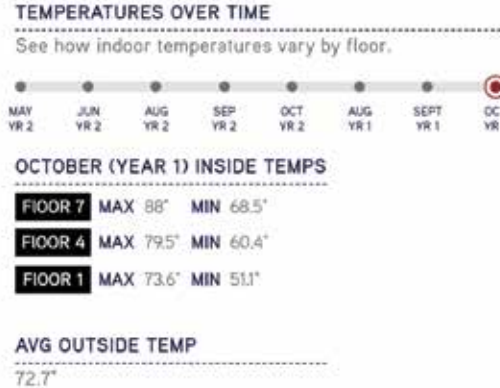 TEMPERATURES OVER TIME
See how indoor temperatures vary by floor.
MAY JUN AUG SEP OCT AUG SEPT OC
YR 2 YR 2 YR 2 YR 2 YR 2 YR 1 YR 1 YR
OCTOBER (YEAR 1) INSIDE TEMPS
FLOOR 7 MAX 88° MIN 68.5°
FLOOR 4 MAX 79.5° MIN 60.4°
FLOOR 1 MAX 73.6° MIN 51.1°
AVG OUTSIDE TEMP
72.7°